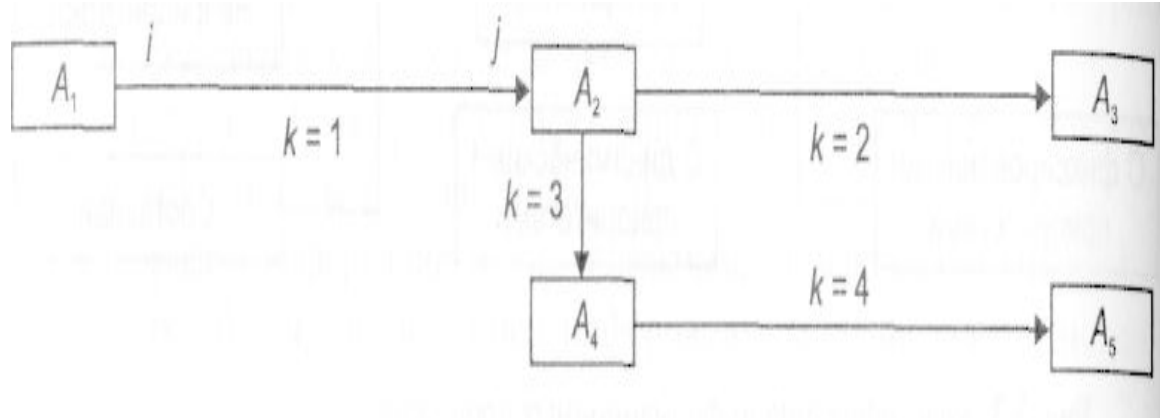 i j
A₁ A₂ A₃
k = 1 k = 2
k = 3
k = 4
A₄ A₅